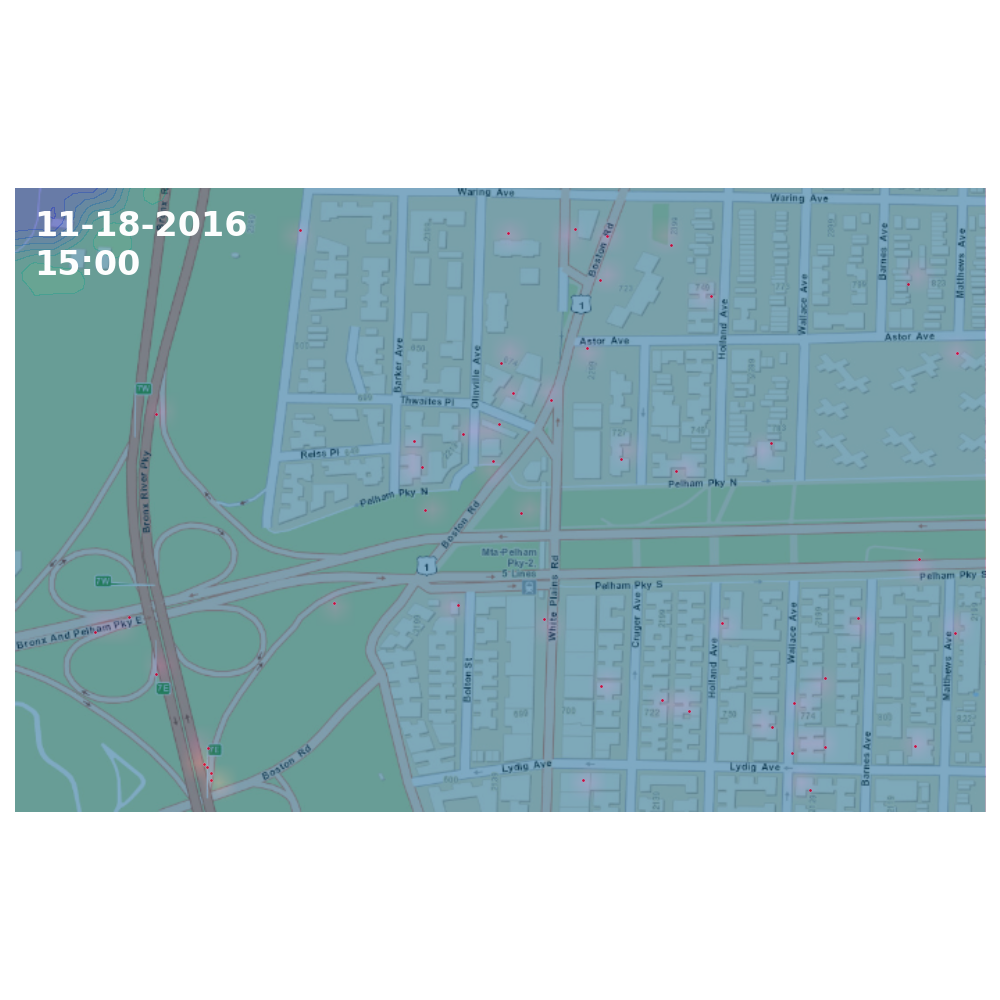 11-18-2016
15:00
Waring Ave
Waring Ave
Boston Rd
Barnes Ave
Matthews Ave
Wallace Ave
Holland Ave
1
Astor Ave
Astor Ave
Barker Ave
Olinville Ave
7W
Thwaites Pl
Reiss Pl
Bronx River Pky
Pelham Pky N
Pelham Pky N
Boston Rd
Mta-Pelham
Pky-2,
5 Lines
1
7W
White Plains Rd
Pelham Pky S
Pelham Pky S
Bronx And Pelham Pky E
Cruger Ave
Wallace Ave
Holland Ave
Matthews Ave
Bolton St
7E
7E
Boston Rd
Lydig Ave
Lydig Ave
Barnes Ave